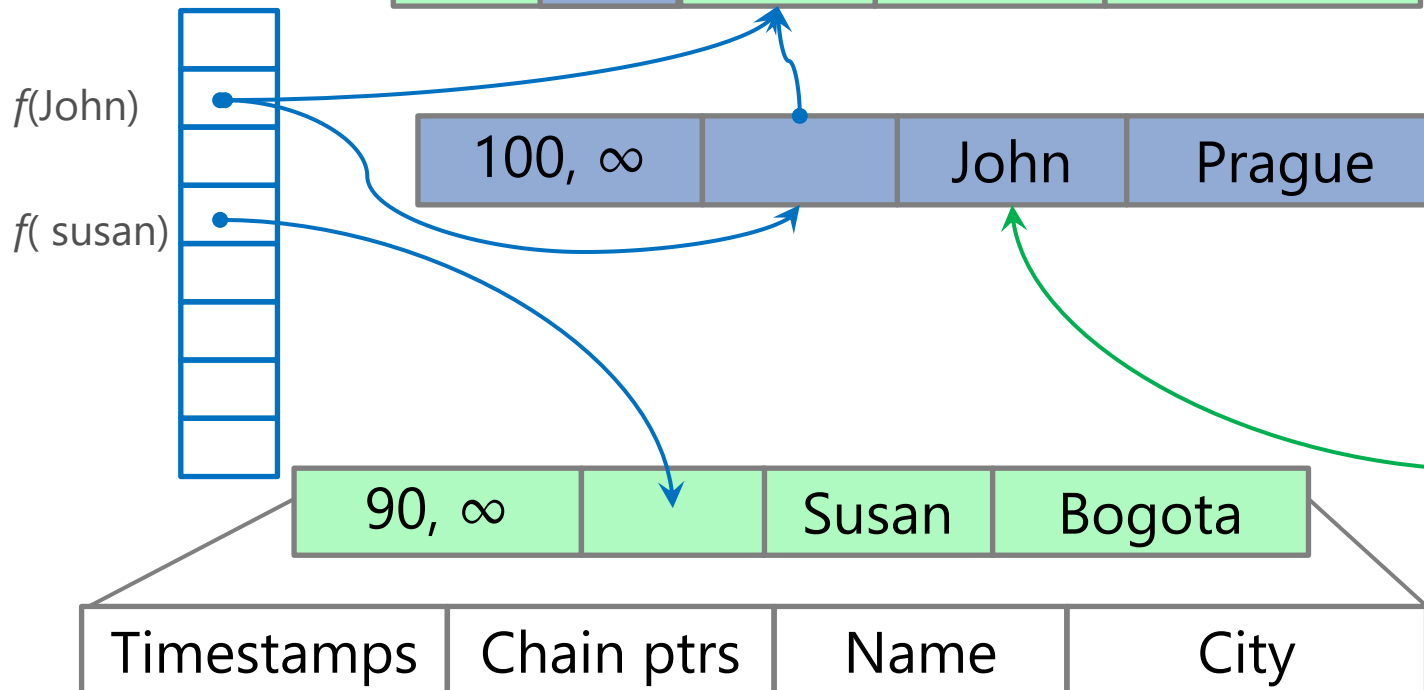 f(John)
100, ∞ John Prague
f( susan)
90, ∞ Susan Bogota
Timestamps Chain ptrs Name City